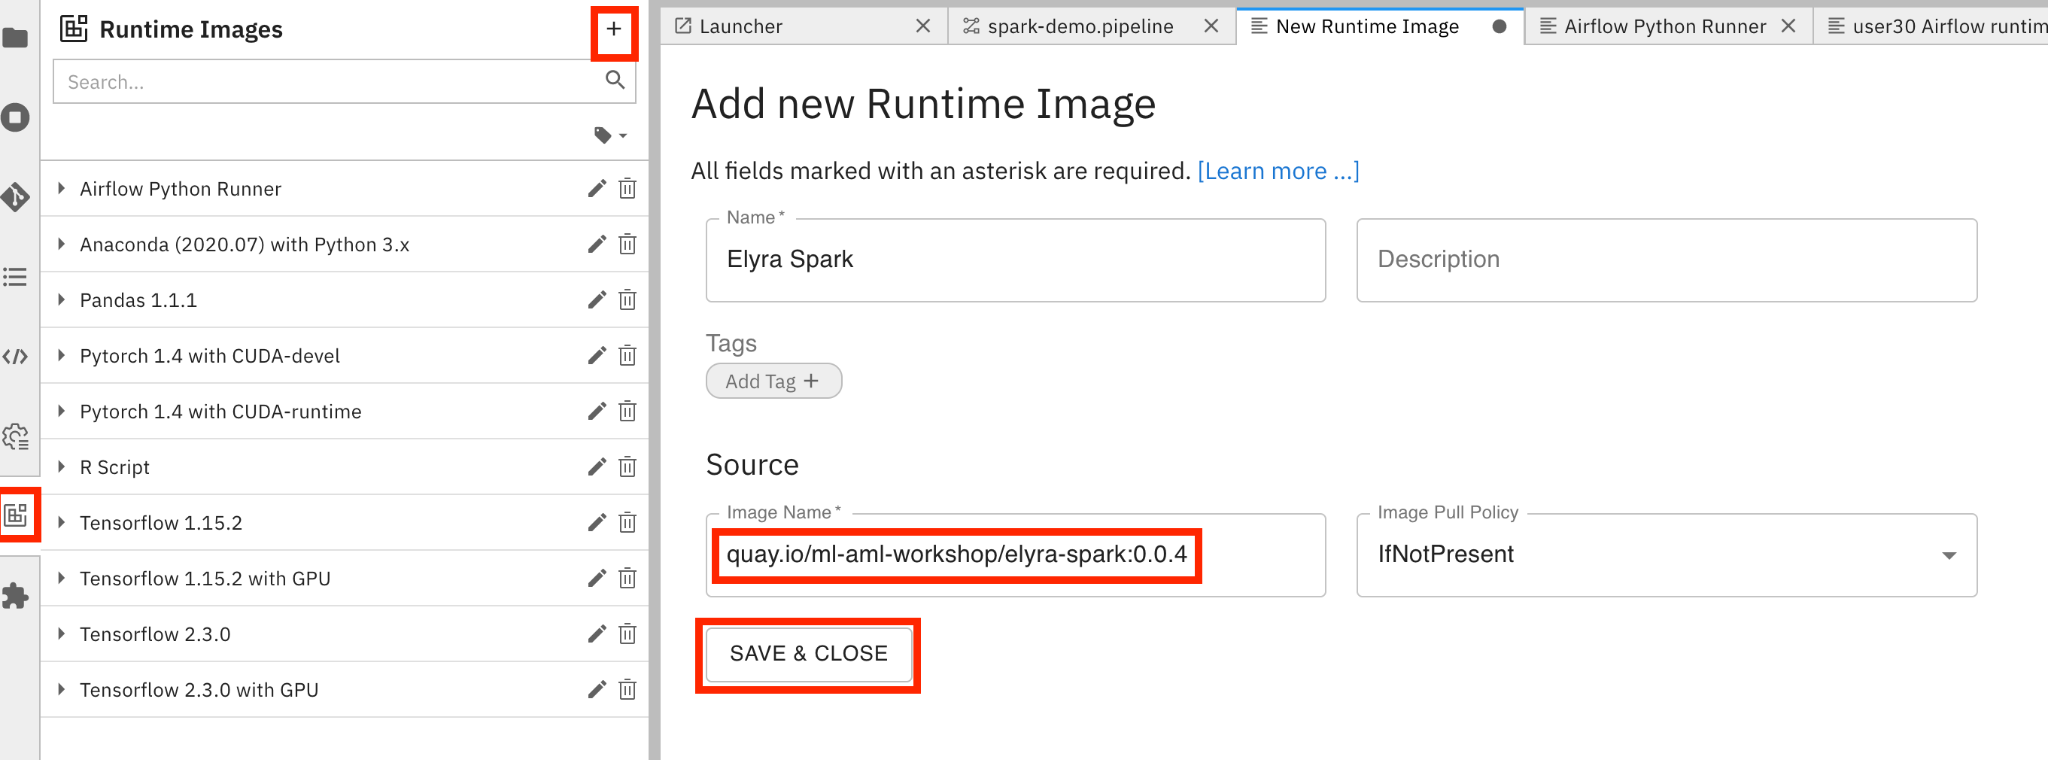 Runtime Images
+
Search...
Airflow Python Runner
Anaconda (2020.07) with Python 3.x
Pandas 1.1.1
Pytorch 1.4 with CUDA-devel
Pytorch 1.4 with CUDA-runtime
R Script
Tensorflow 1.15.2
Tensorflow 1.15.2 with GPU
Tensorflow 2.3.0
Tensorflow 2.3.0 with GPU
Launcher
spark-demo.pipeline
New Runtime Image
Airflow Python Runner
user30 Airflow runtim
Add new Runtime Image
All fields marked with an asterisk are required. [Learn more ...]
Name *
Elyra Spark
Description
Tags
Add Tag +
Source
Image Name *
quay.io/ml-aml-workshop/elyra-spark:0.0.4
Image Pull Policy
IfNotPresent
SAVE & CLOSE